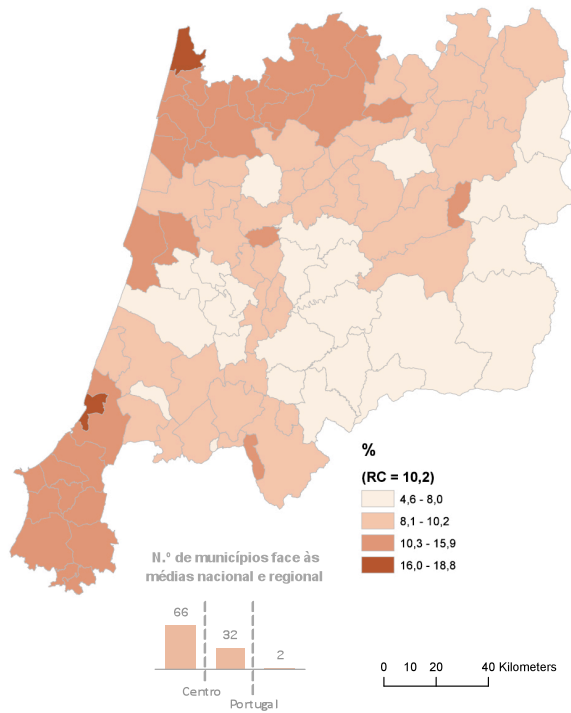 %
(RC = 10,2)
4,6 - 8,0
8,1 - 10,2
10,3 - 15,9
16,0 - 18,8
N.º de municípios face às
médias nacional e regional
66
32
2
Centro
Portugal
0 10 20 40 Kilometers